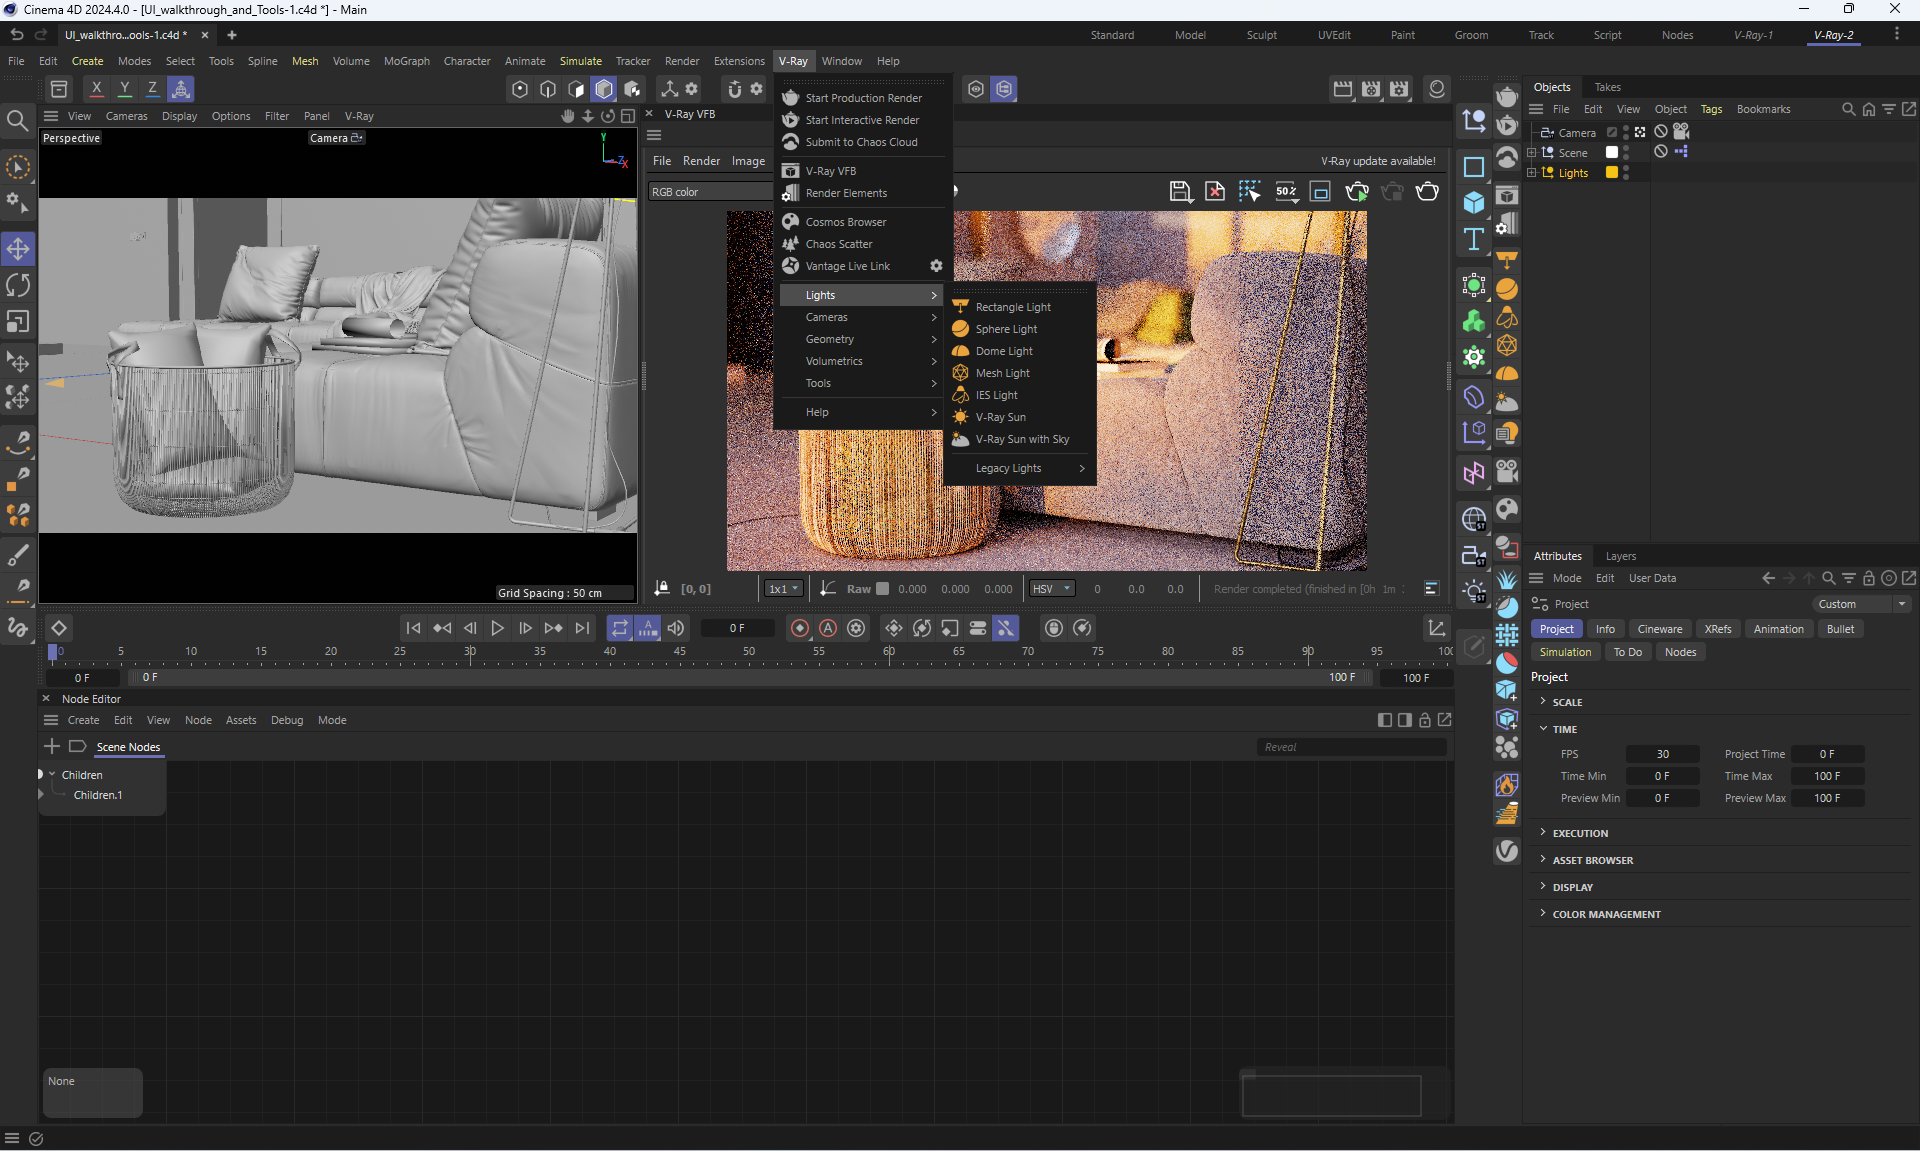 Cinema 4D 2024.4.0 - [UI_walkthrough_and_Tools-1.c4d *] - Main
UI_walkthro...ools-1.c4d *
Standard Model Sculpt UVEdit Paint Groom Track Script Nodes V-Ray-1 V-Ray-2
File Edit Create Modes Select Tools Spline Mesh Volume MoGraph Character Animate Simulate Tracker Render Extensions V-Ray Window Help
X Y Z
View Cameras Display Options Filter Panel V-Ray
Perspective
Camera
Y
Z
X
Grid Spacing : 50 cm
V-Ray VFB
File Render Image
V-Ray update available!
RGB color
50%
Start Production Render
Start Interactive Render
Submit to Chaos Cloud
V-Ray VFB
Render Elements
Cosmos Browser
Chaos Scatter
Vantage Live Link
Lights
Cameras
Geometry
Volumetrics
Tools
Help
Rectangle Light
Sphere Light
Dome Light
Mesh Light
IES Light
V-Ray Sun
V-Ray Sun with Sky
Legacy Lights
[0,0]
1x1
Raw 0.000 0.000 0.000
HSV
0 0.0 0.0
Render completed (finished in [0h 1m :
0 F
0 5 10 15 20 25 30 35 40 45 50 55 60 65 70 75 80 85 90 95 100
0 F
0 F
100 F
100 F
Node Editor
Create Edit View Node Assets Debug Mode
Scene Nodes
Reveal
Children
Children.1
None
ST
ST
ST
Objects Takes
File Edit View Object Tags Bookmarks
Camera
Scene
Lights
Attributes Layers
Mode Edit User Data
Project
Custom
Project Info Cineware XRefs Animation Bullet
Simulation To Do Nodes
Project
SCALE
TIME
FPS 30 Project Time 0 F
Time Min 0 F Time Max 100 F
Preview Min 0 F Preview Max 100 F
EXECUTION
ASSET BROWSER
DISPLAY
COLOR MANAGEMENT